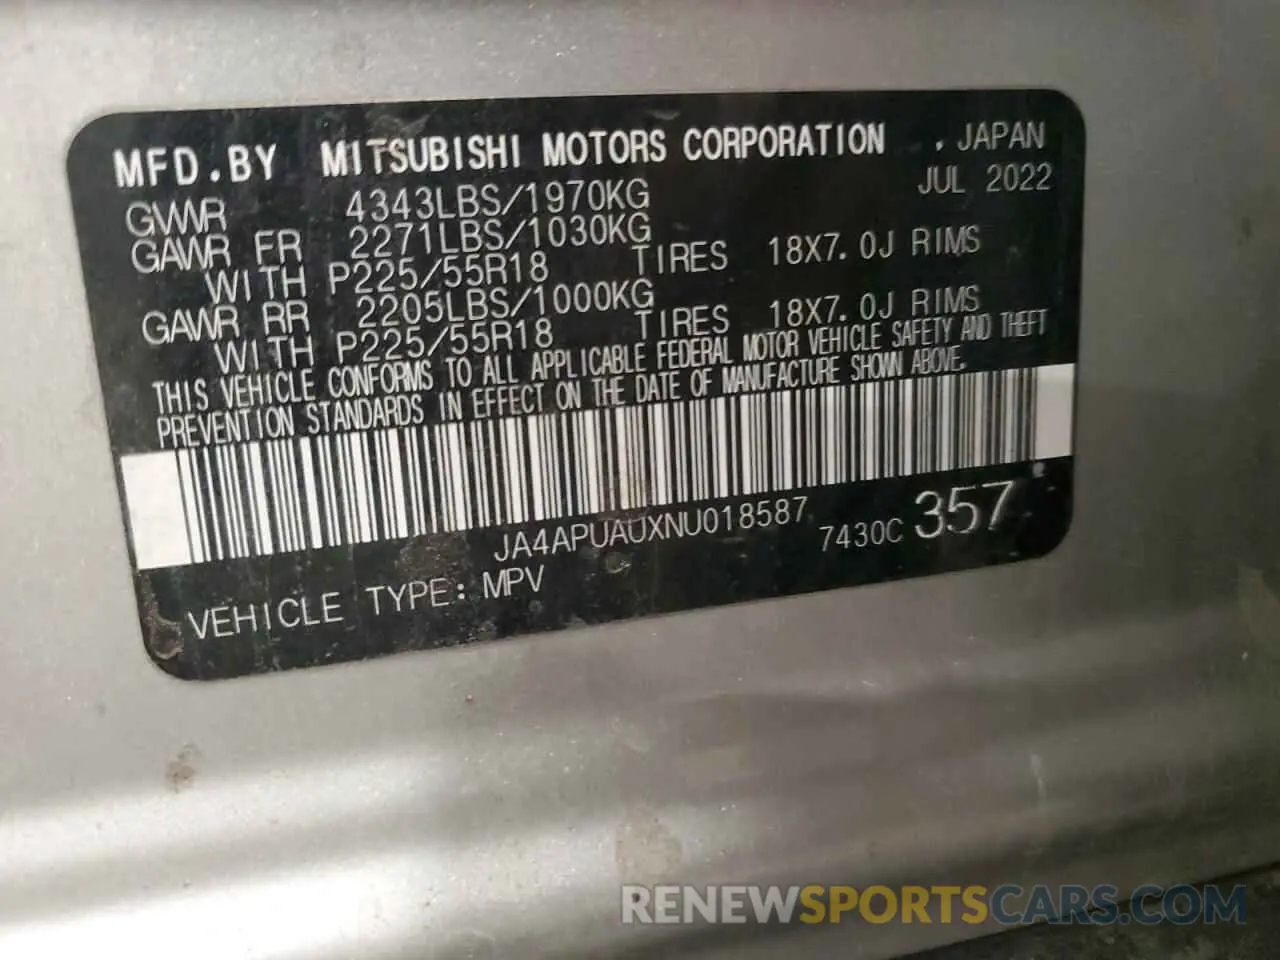 MFD.BY MITSUBISHI MOTORS CORPORATION , JAPAN
GVWR 4343LBS/1970KG JUL 2022
GAWR FR 2271LBS/1030KG
WITH P225/55R18 TIRES 18X7.0J RIMS
GAWR RR 2205LBS/1000KG
WITH P225/55R18 TIRES 18X7.0J RIMS
THIS VEHICLE CONFORMS TO ALL APPLICABLE FEDERAL MOTOR VEHICLE SAFETY AND THEFT
PREVENTION STANDARDS IN EFFECT ON THE DATE OF MANUFACTURE SHOWN ABOVE.
JA4APUAUXNU018587 7430C 357
VEHICLE TYPE: MPV
RENEWSPORTSCARS.COM